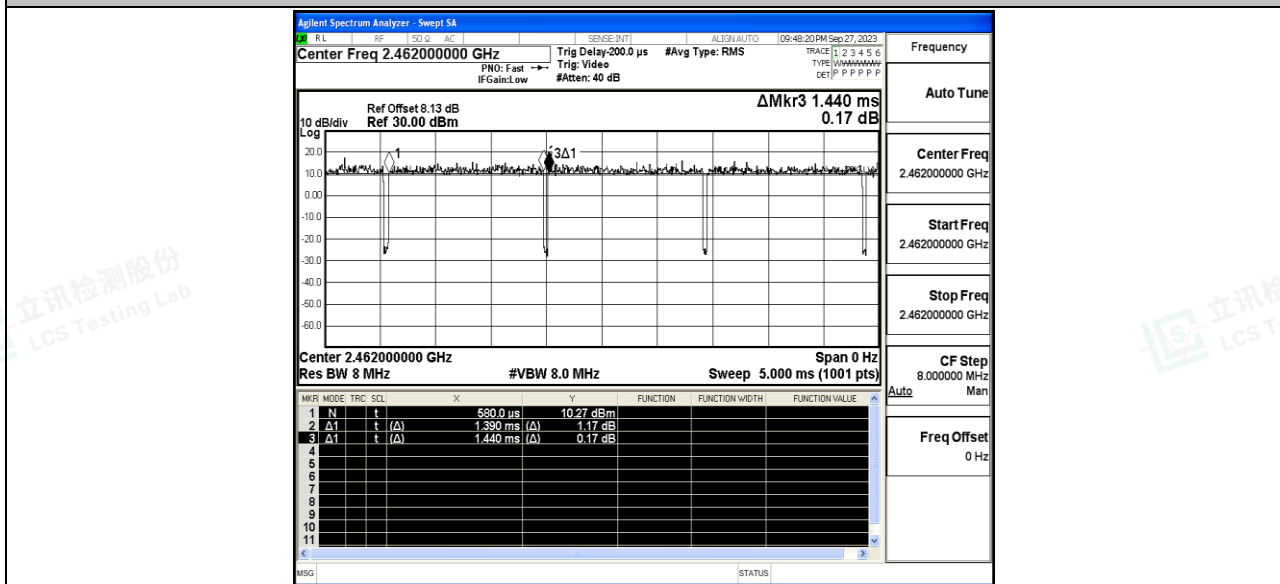 Agilent Spectrum Analyzer - Swept SA
RL RF 50 Ω AC SENSE:INT ALIGN AUTO 09:48:20 PM Sep 27, 2023
Center Freq 2.462000000 GHz
PNO: Fast
IFGain:Low
Trig Delay-200.0 µs
Trig: Video
#Atten: 40 dB
#Avg Type: RMS
TRACE 1 2 3 4 5 6
TYPE
DET P P P P P P
Frequency
Auto Tune
Center Freq
2.462000000 GHz
Start Freq
2.462000000 GHz
Stop Freq
2.462000000 GHz
CF Step
8.000000 MHz
Auto Man
Freq Offset
0 Hz
ΔMkr3 1.440 ms
0.17 dB
Ref Offset 8.13 dB
10 dB/div Ref 30.00 dBm
Log
20.0
10.0
0.00
-10.0
-20.0
-30.0
-40.0
-50.0
-60.0
1
3Δ1
Center 2.462000000 GHz Span 0 Hz
Res BW 8 MHz #VBW 8.0 MHz Sweep 5.000 ms (1001 pts)
MKR MODE TRC SCL X Y FUNCTION FUNCTION WIDTH FUNCTION VALUE
1 N t 580.0 µs 10.27 dBm
2 Δ1 t (Δ) 1.390 ms (Δ) 1.17 dB
3 Δ1 t (Δ) 1.440 ms (Δ) 0.17 dB
4
5
6
7
8
9
10
11
MSG STATUS
立讯检测股份
LCS Testing Lab